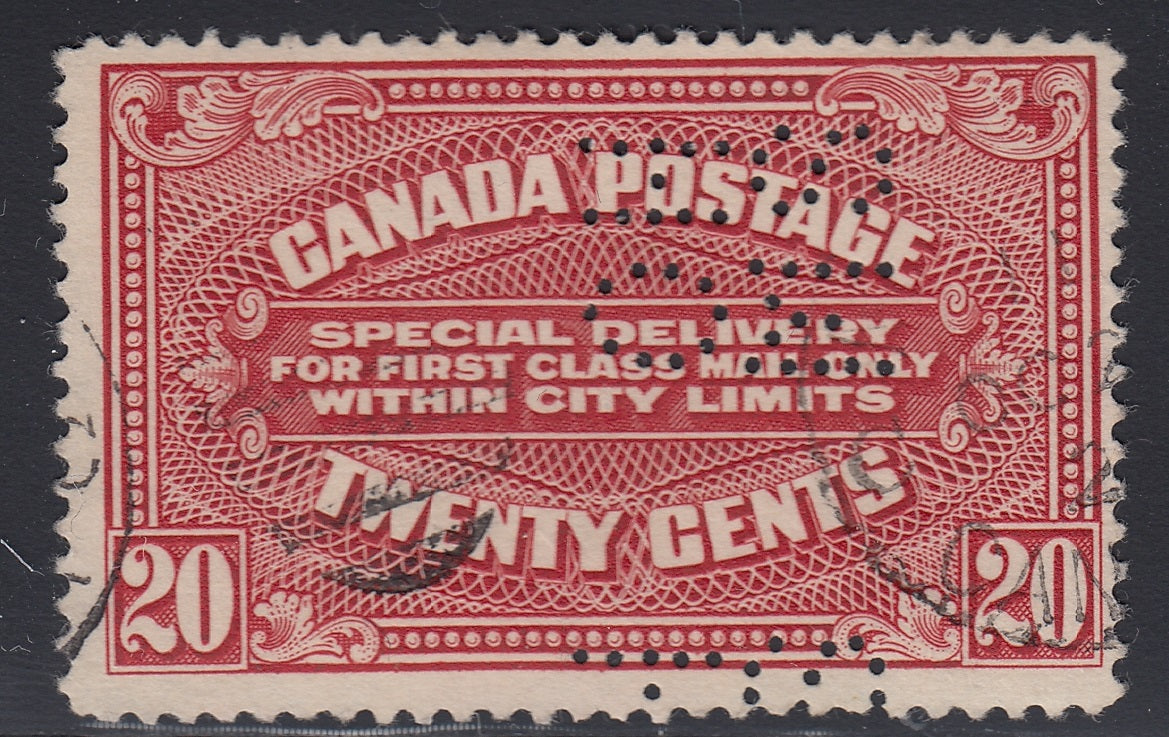 CANADA POSTAGE
SPECIAL DELIVERY
FOR FIRST CLASS MAIL ONLY
WITHIN CITY LIMITS
TWENTY CENTS
20 20